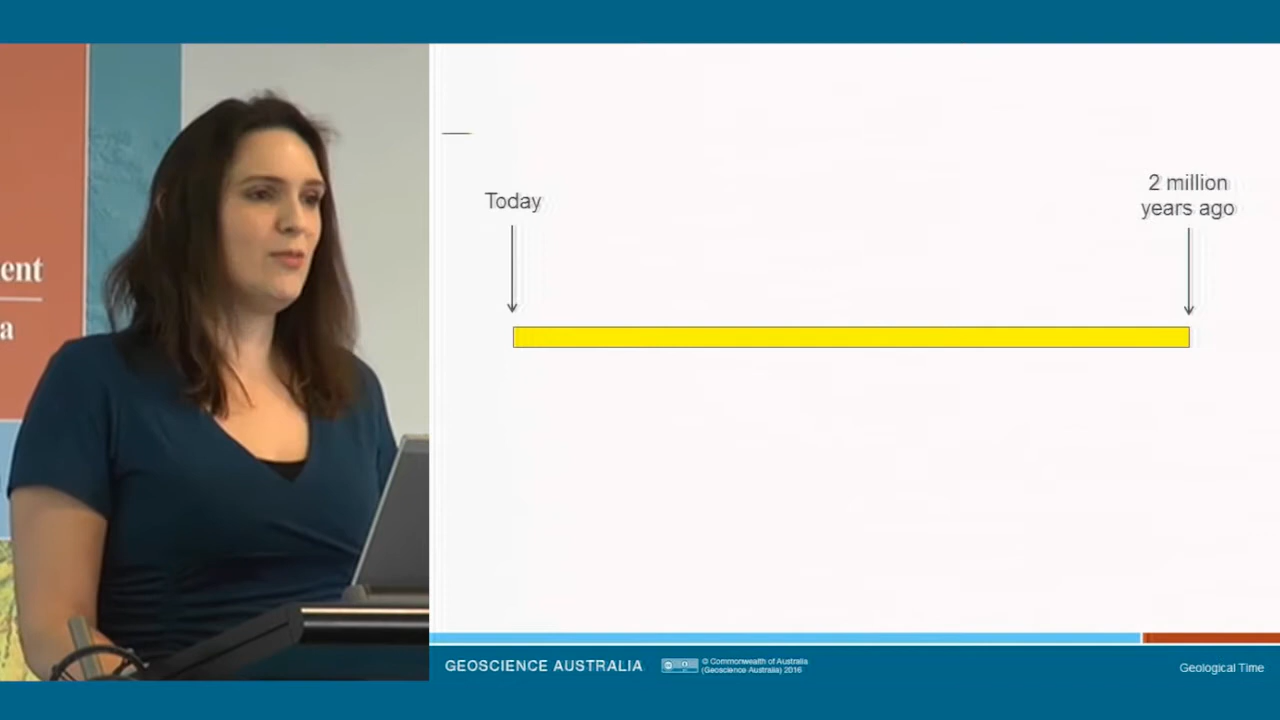 ent
a
Today
2 million
years ago
GEOSCIENCE AUSTRALIA
© Commonwealth of Australia
(Geoscience Australia) 2016
Geological Time